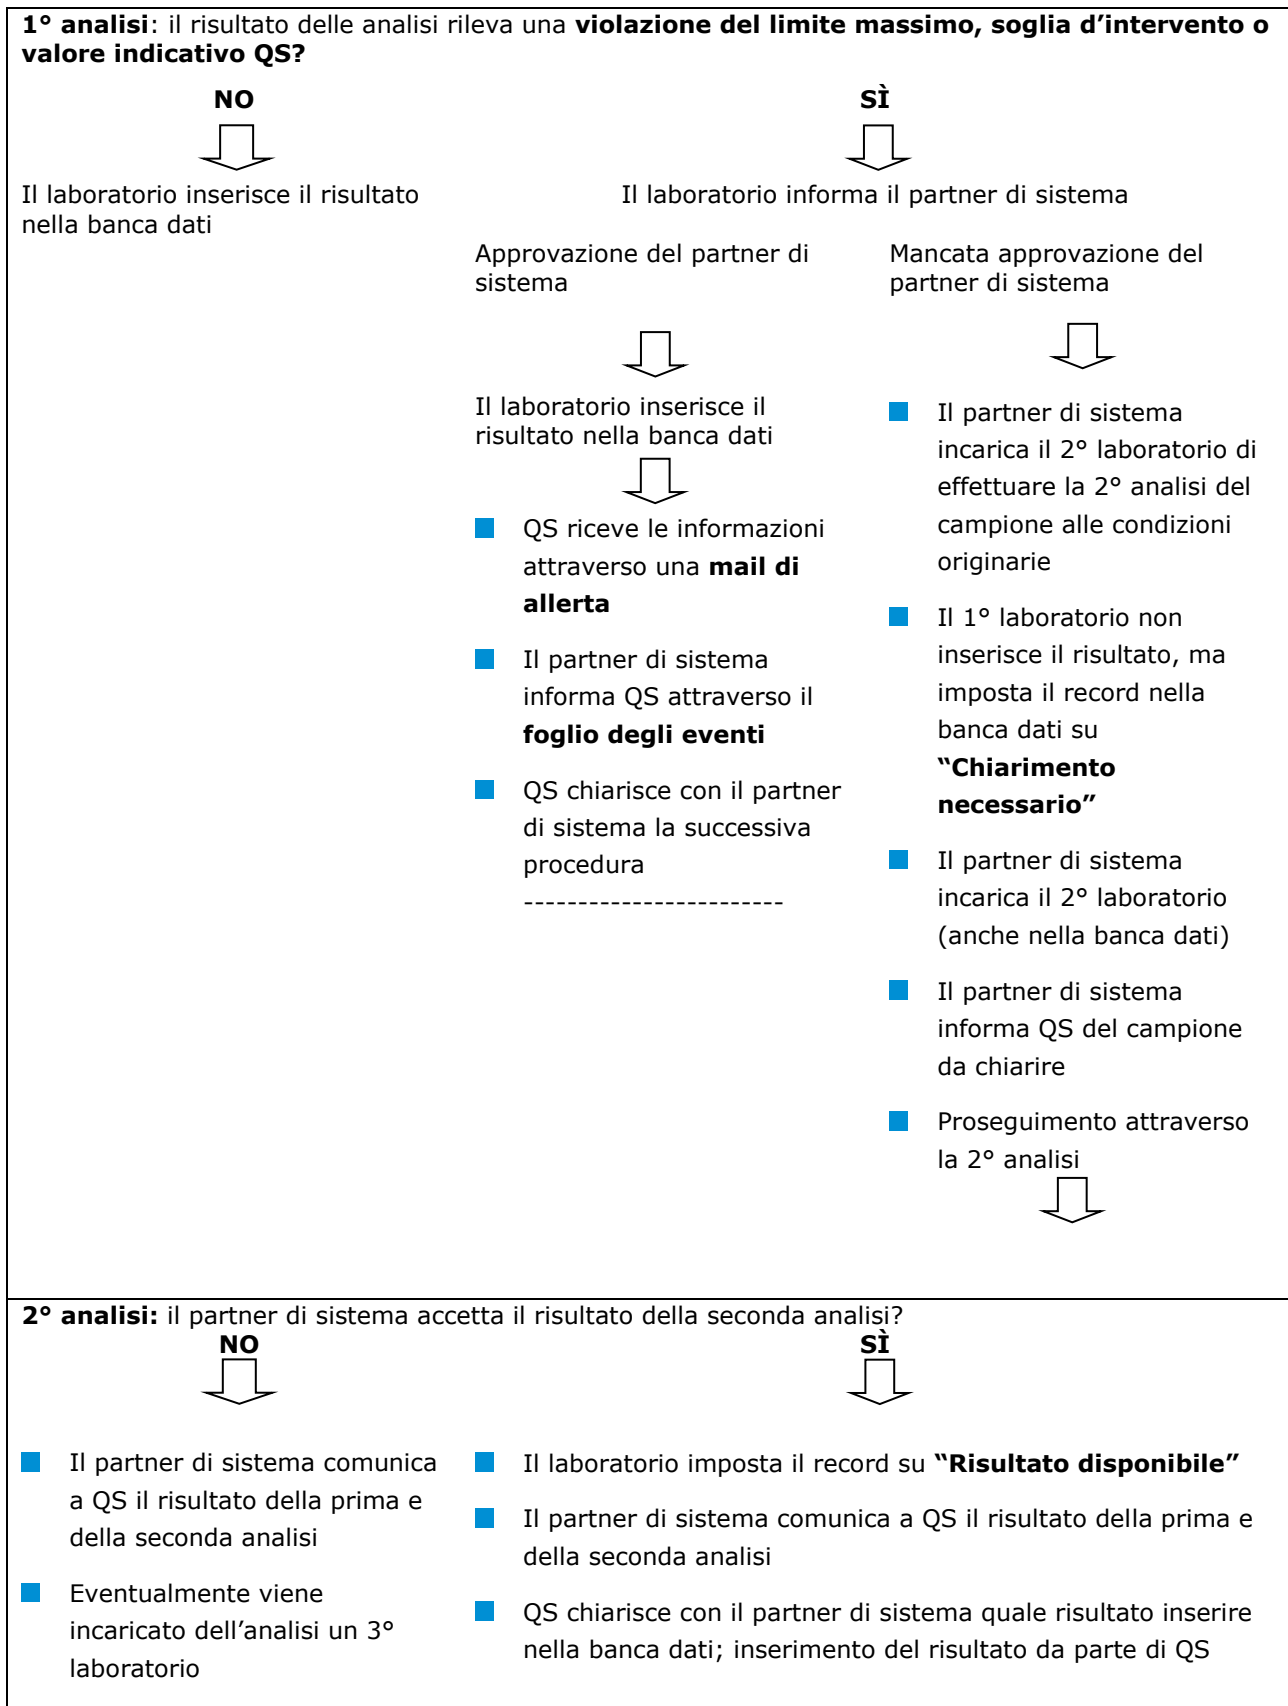 1° analisi: il risultato delle analisi rileva una violazione del limite massimo, soglia d'intervento o
valore indicativo QS?
NO
SÌ
Il laboratorio inserisce il risultato
nella banca dati
Il laboratorio informa il partner di sistema
Approvazione del partner di
sistema
Il laboratorio inserisce il
risultato nella banca dati
QS riceve le informazioni
attraverso una mail di
allerta
Il partner di sistema
informa QS attraverso il
foglio degli eventi
QS chiarisce con il partner
di sistema la successiva
procedura
------------------------
Mancata approvazione del
partner di sistema
Il partner di sistema
incarica il 2° laboratorio di
effettuare la 2° analisi del
campione alle condizioni
originarie
Il 1° laboratorio non
inserisce il risultato, ma
imposta il record nella
banca dati su
“Chiarimento
necessario”
Il partner di sistema
incarica il 2° laboratorio
(anche nella banca dati)
Il partner di sistema
informa QS del campione
da chiarire
Proseguimento attraverso
la 2° analisi
2° analisi: il partner di sistema accetta il risultato della seconda analisi?
NO
SÌ
Il partner di sistema comunica
a QS il risultato della prima e
della seconda analisi
Eventualmente viene
incaricato dell’analisi un 3°
laboratorio
Il laboratorio imposta il record su “Risultato disponibile”
Il partner di sistema comunica a QS il risultato della prima e
della seconda analisi
QS chiarisce con il partner di sistema quale risultato inserire
nella banca dati; inserimento del risultato da parte di QS